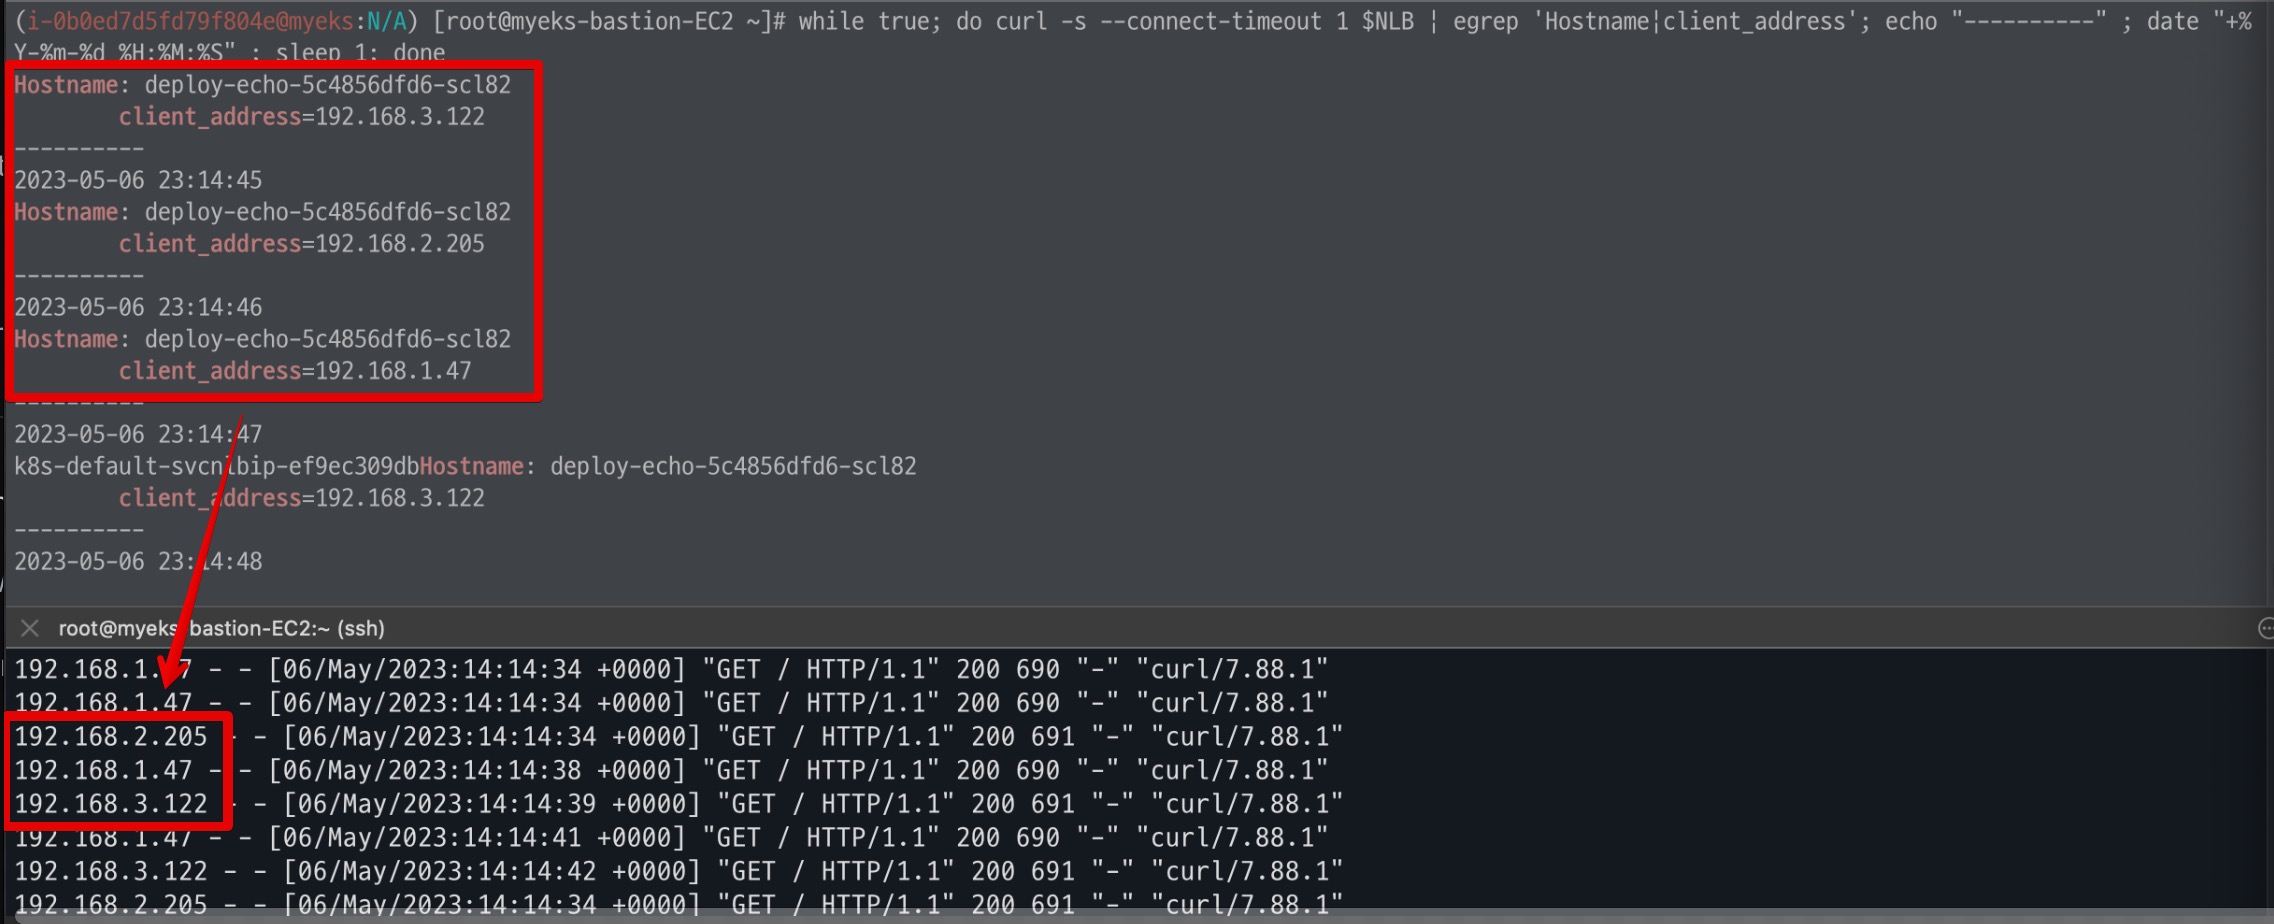 (i-0b0ed7d5fd79f804e@myeks:N/A) [root@myeks-bastion-EC2 ~]# while true; do curl -s --connect-timeout 1 $NLB | egrep 'Hostname|client_address'; echo "----------" ; date "+%
Y-%m-%d %H:%M:%S" ; sleep 1; done
Hostname: deploy-echo-5c4856dfd6-scl82
client_address=192.168.3.122
----------
2023-05-06 23:14:45
Hostname: deploy-echo-5c4856dfd6-scl82
client_address=192.168.2.205
----------
2023-05-06 23:14:46
Hostname: deploy-echo-5c4856dfd6-scl82
client_address=192.168.1.47
----------
2023-05-06 23:14:47
k8s-default-svcnlbip-ef9ec309dbHostname: deploy-echo-5c4856dfd6-scl82
client_address=192.168.3.122
----------
2023-05-06 23:14:48
root@myeks-bastion-EC2:~ (ssh)
192.168.1.47 - - [06/May/2023:14:14:34 +0000] "GET / HTTP/1.1" 200 690 "-" "curl/7.88.1"
192.168.1.47 - - [06/May/2023:14:14:34 +0000] "GET / HTTP/1.1" 200 690 "-" "curl/7.88.1"
192.168.2.205 - - [06/May/2023:14:14:34 +0000] "GET / HTTP/1.1" 200 691 "-" "curl/7.88.1"
192.168.1.47 - - [06/May/2023:14:14:38 +0000] "GET / HTTP/1.1" 200 690 "-" "curl/7.88.1"
192.168.3.122 - - [06/May/2023:14:14:39 +0000] "GET / HTTP/1.1" 200 691 "-" "curl/7.88.1"
192.168.1.47 - - [06/May/2023:14:14:41 +0000] "GET / HTTP/1.1" 200 690 "-" "curl/7.88.1"
192.168.3.122 - - [06/May/2023:14:14:42 +0000] "GET / HTTP/1.1" 200 691 "-" "curl/7.88.1"
192.168.2.205 - - [06/May/2023:14:14:34 +0000] "GET / HTTP/1.1" 200 691 "-" "curl/7.88.1"